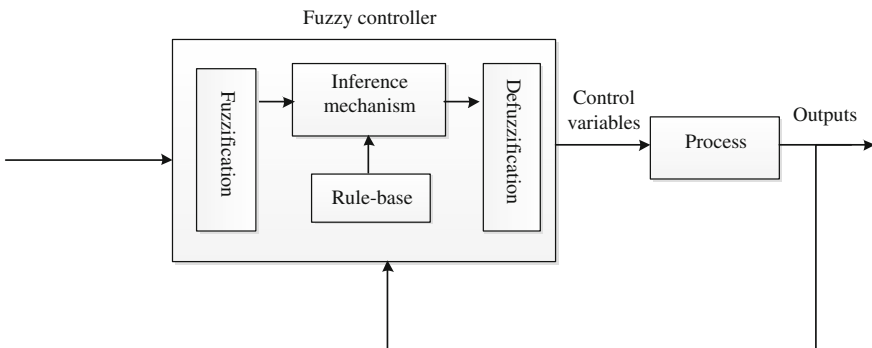 Fuzzy controller
Fuzzification
Inference
mechanism
Rule-base
Defuzzification
Control
variables
Process
Outputs